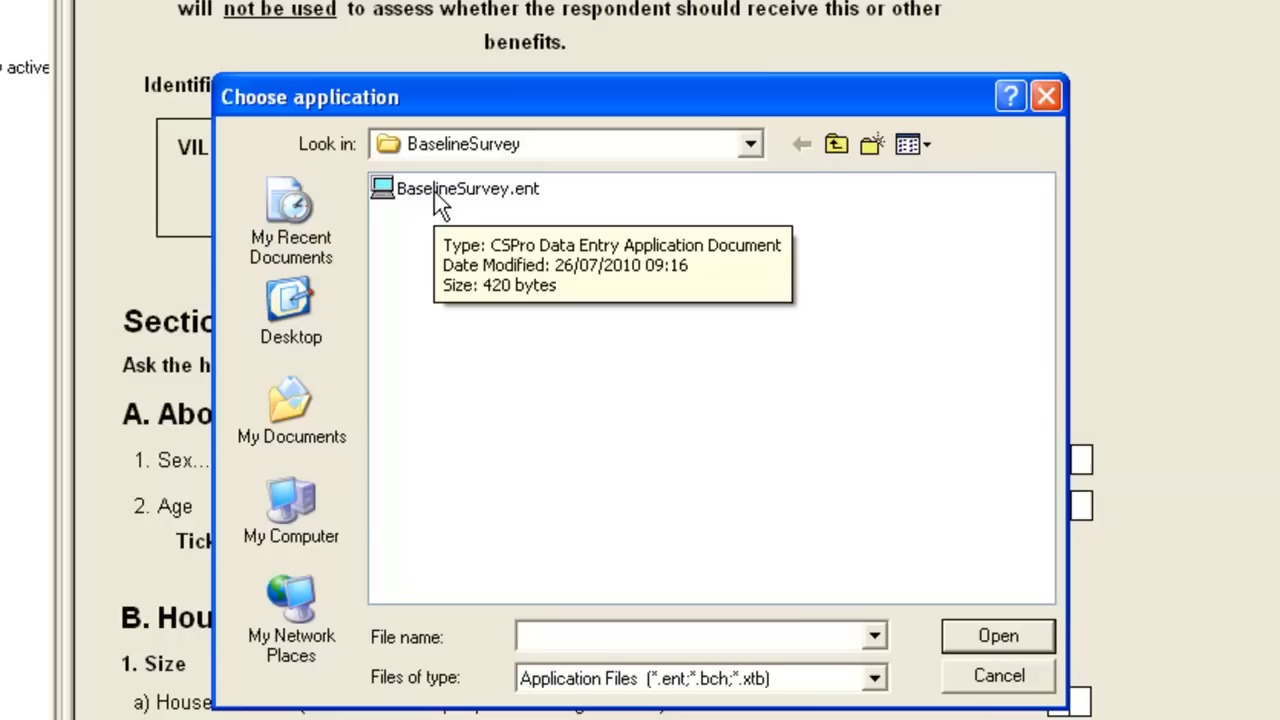 will not be used to assess whether the respondent should receive this or other
benefits.
active
Identifi
Choose application
VIL
Look in: BaselineSurvey
BaselineSurvey.ent
Type: CSPro Data Entry Application Document
Date Modified: 26/07/2010 09:16
Size: 420 bytes
My Recent
Documents
Desktop
My Documents
My Computer
My Network
Places
Sectio
Ask the h
A. Abo
1. Sex...
2. Age
Tick
B. Hou
1. Size
a) House
File name:
Open
Files of type: Application Files (*.ent;*.bch;*.xtb)
Cancel